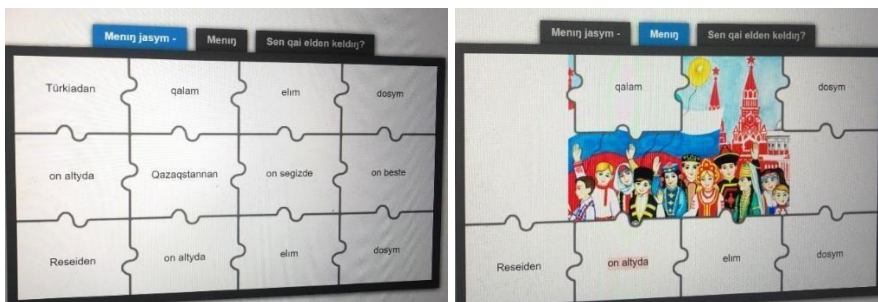 Menıŋ jasym -
Menıŋ
Sen qai elden keldıŋ?
Türkiadan
qalam
elım
dosym
on altyda
Qazaqstannan
on segizde
on beste
Reseiden
on altyda
elım
dosym
Menıŋ jasym -
Menıŋ
Sen qai elden keldıŋ?
qalam
dosym
Reseiden
on altyda
elım
dosym